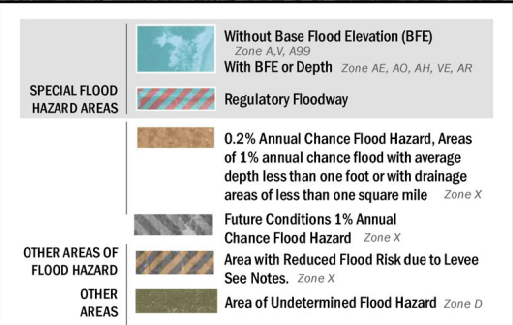 Without Base Flood Elevation (BFE)
Zone A,V, A99
With BFE or Depth Zone AE, AO, AH, VE, AR
SPECIAL FLOOD
HAZARD AREAS
Regulatory Floodway
0.2% Annual Chance Flood Hazard, Areas
of 1% annual chance flood with average
depth less than one foot or with drainage
areas of less than one square mile Zone X
Future Conditions 1% Annual
Chance Flood Hazard Zone X
OTHER AREAS OF
FLOOD HAZARD
Area with Reduced Flood Risk due to Levee
See Notes. Zone X
OTHER
AREAS
Area of Undetermined Flood Hazard Zone D